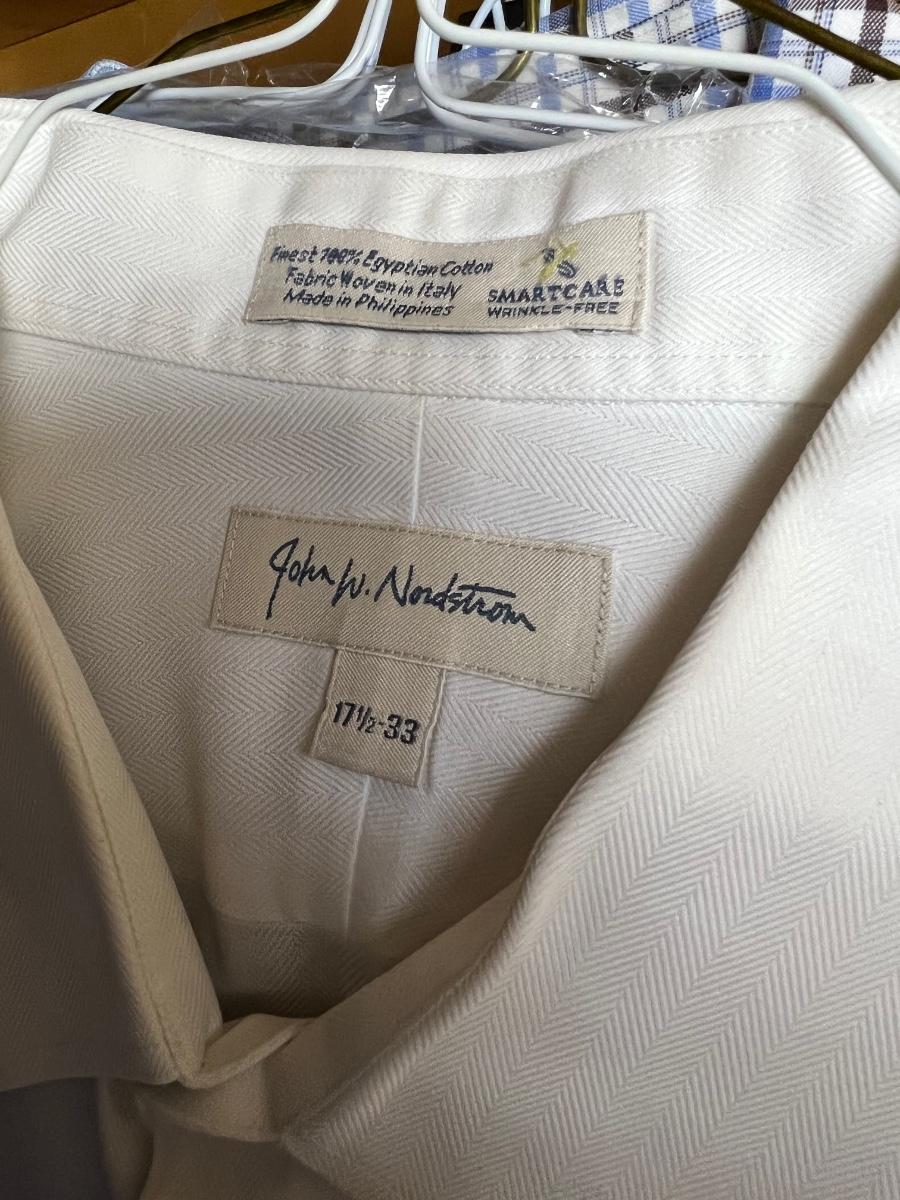 Finest 100% Egyptian Cotton
Fabric Woven in Italy
Made in Philippines
SMARTCARE
WRINKLE-FREE
John W. Nordstrom
17½-33